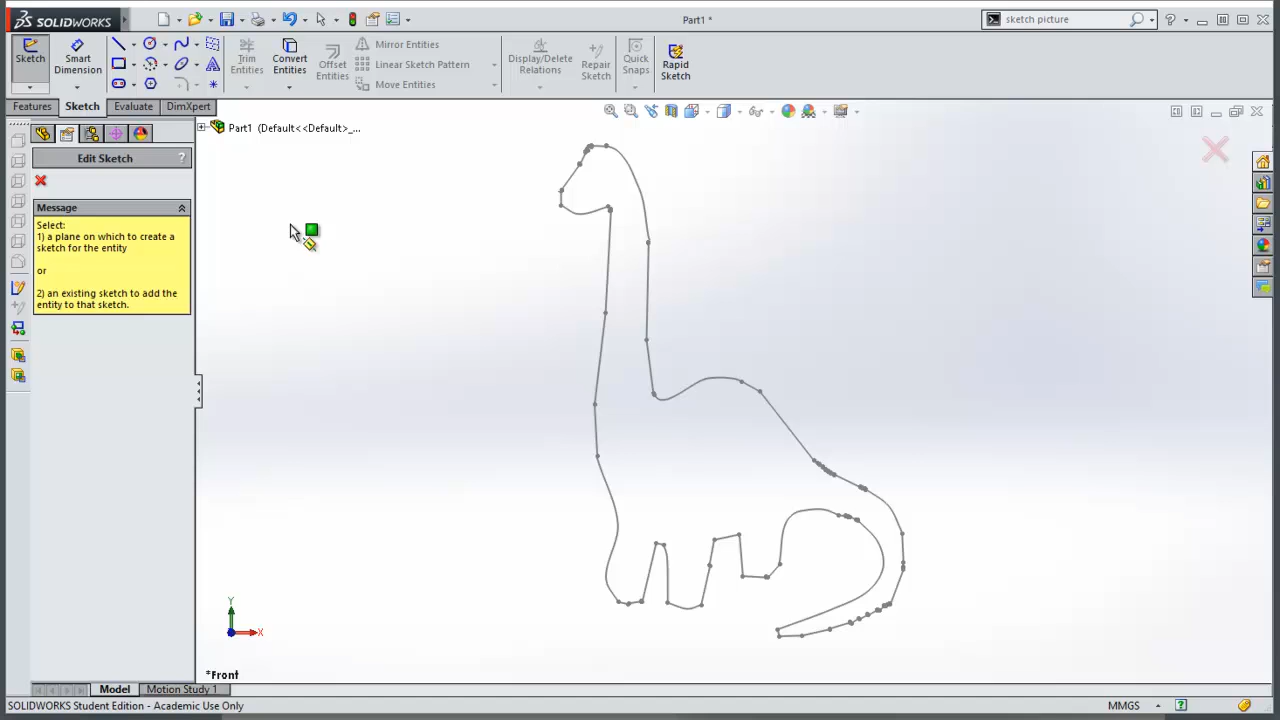 SOLIDWORKS
Part1 *
sketch picture
Sketch
Smart Dimension
Trim Entities
Convert Entities
Offset Entities
Mirror Entities
Linear Sketch Pattern
Move Entities
Display/Delete Relations
Repair Sketch
Quick Snaps
Rapid Sketch
Features
Sketch
Evaluate
DimXpert
Part1 (Default<<Default>_...
Edit Sketch
?
Message
Select:
1) a plane on which to create a
sketch for the entity
or
2) an existing sketch to add the
entity to that sketch.
Y
X
*Front
Model
Motion Study 1
SOLIDWORKS Student Edition - Academic Use Only
MMGS